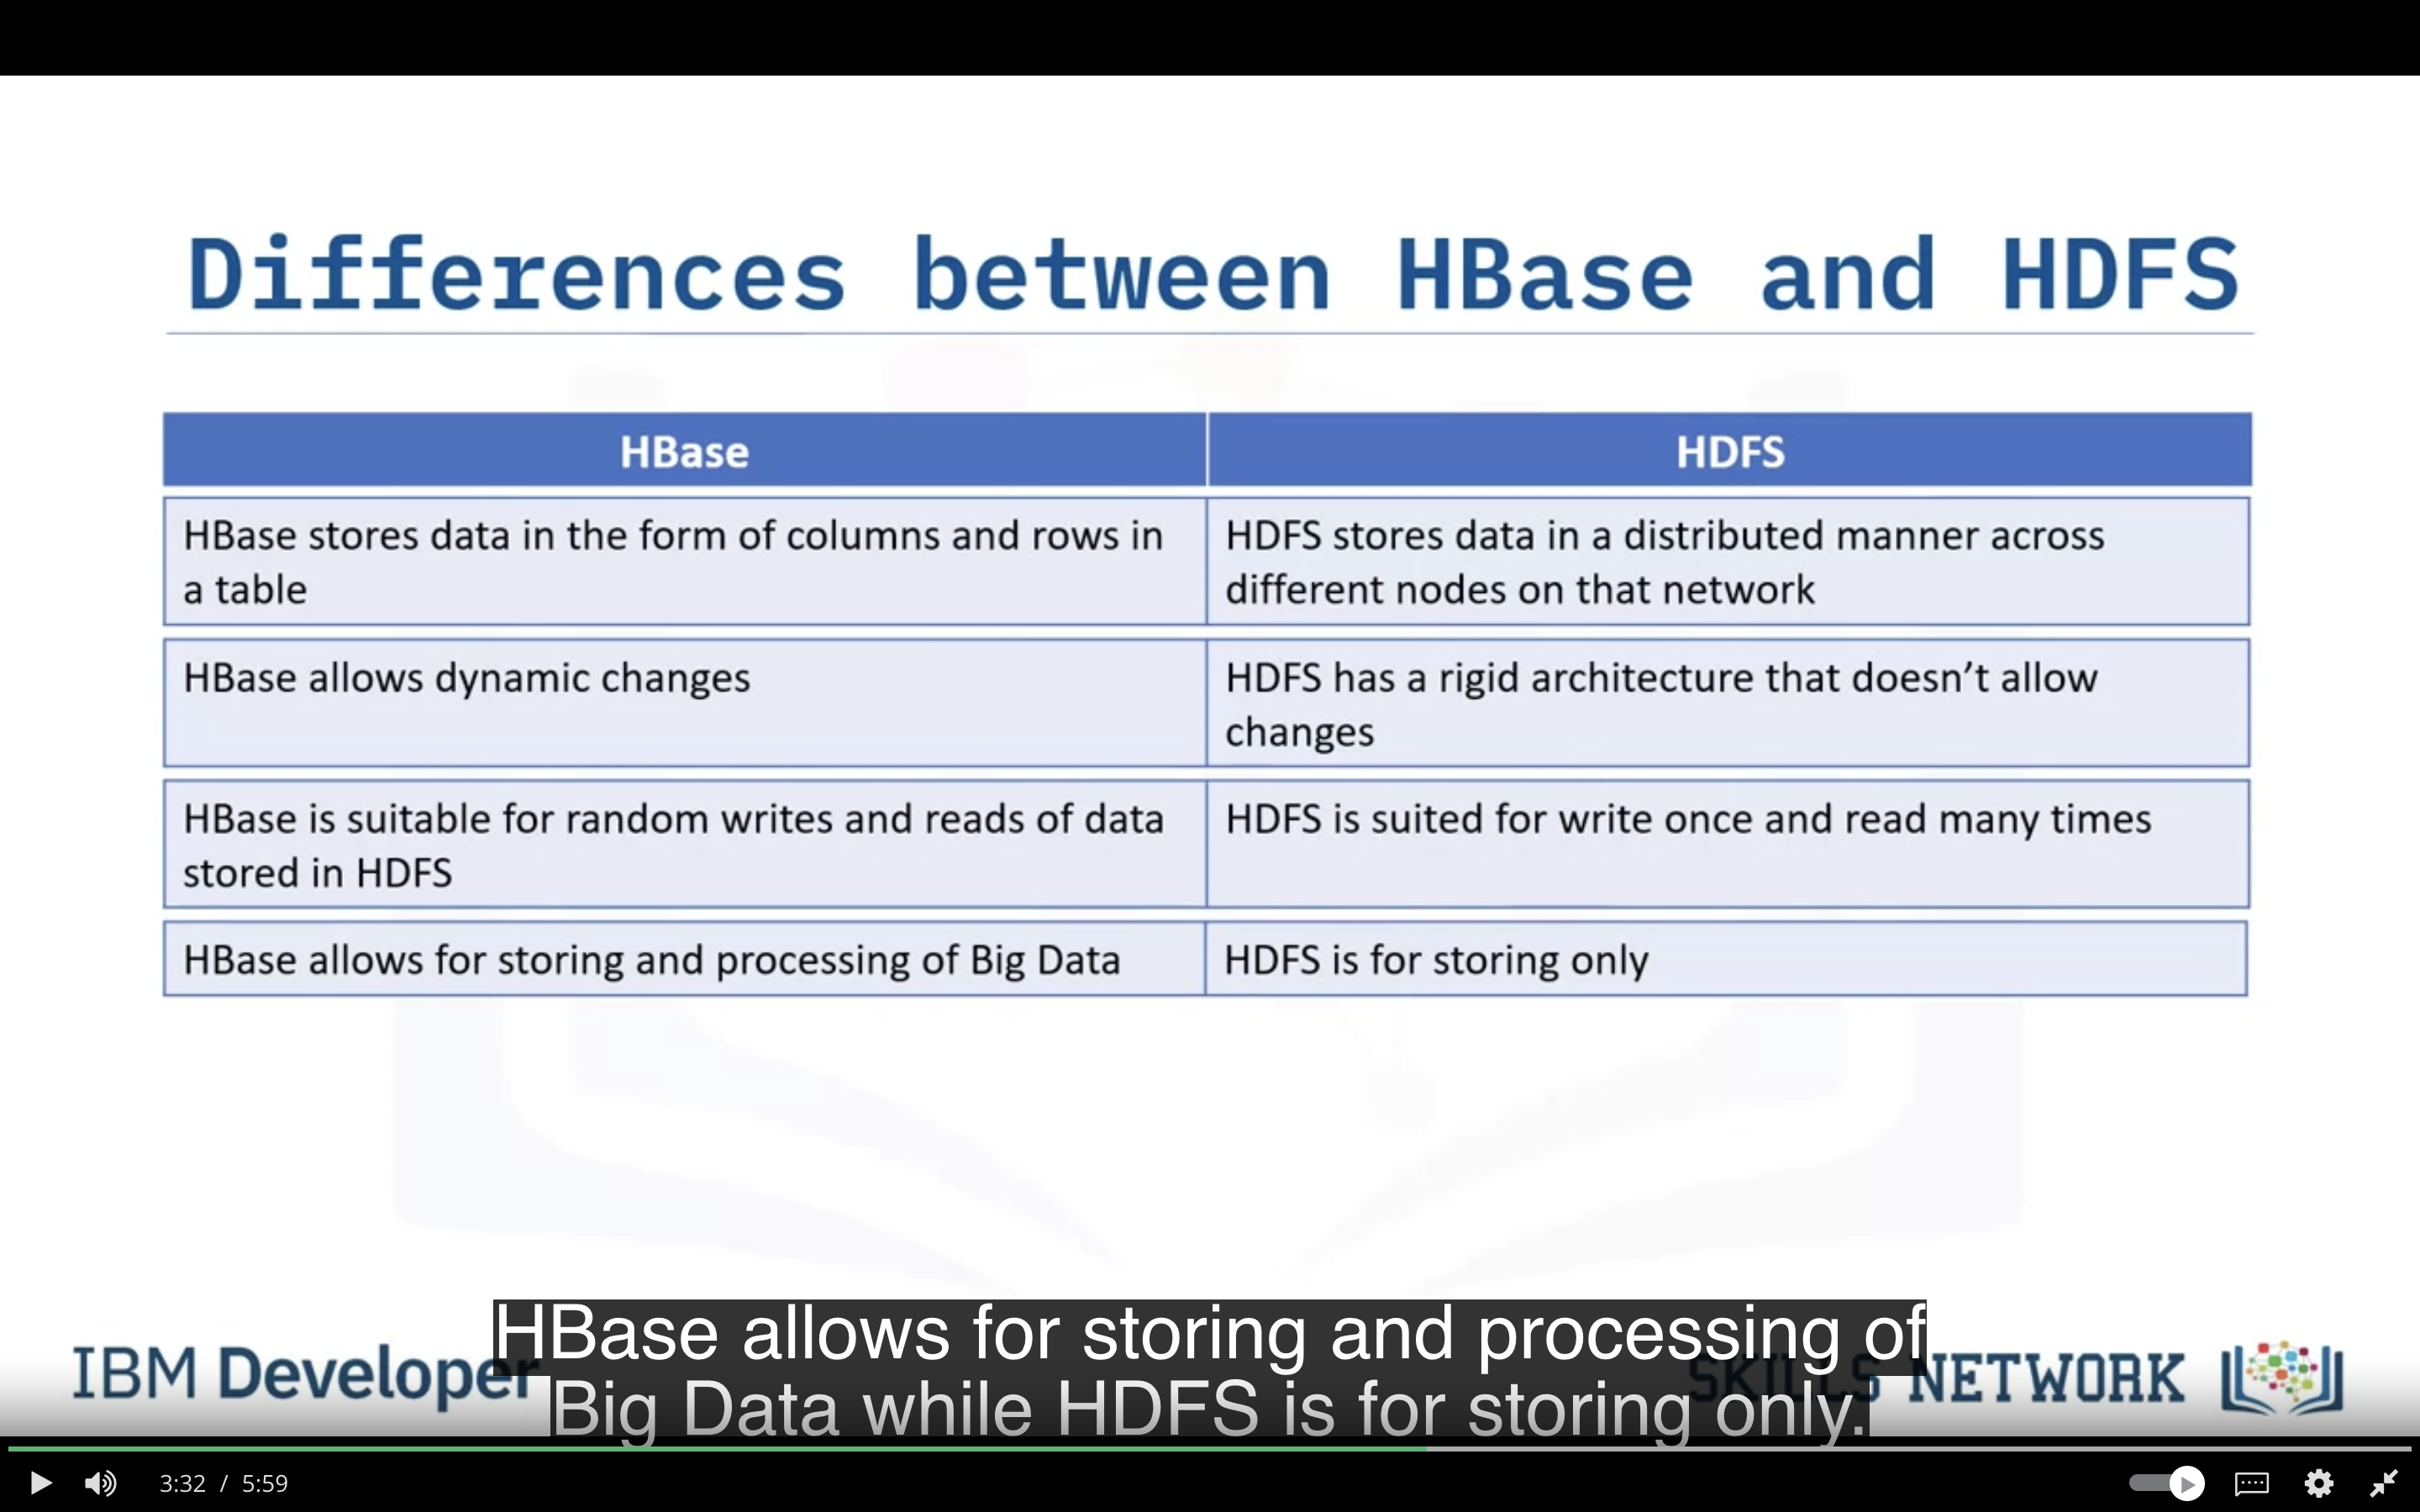 Differences between HBase and HDFS
HBase
HDFS
HBase stores data in the form of columns and rows in
a table
HDFS stores data in a distributed manner across
different nodes on that network
HBase allows dynamic changes
HDFS has a rigid architecture that doesn't allow
changes
HBase is suitable for random writes and reads of data
stored in HDFS
HDFS is suited for write once and read many times
HBase allows for storing and processing of Big Data
HDFS is for storing only
HBase allows for storing and processing of
Big Data while HDFS is for storing only.
IBM Developer
SKILLS NETWORK
3:32 / 5:59